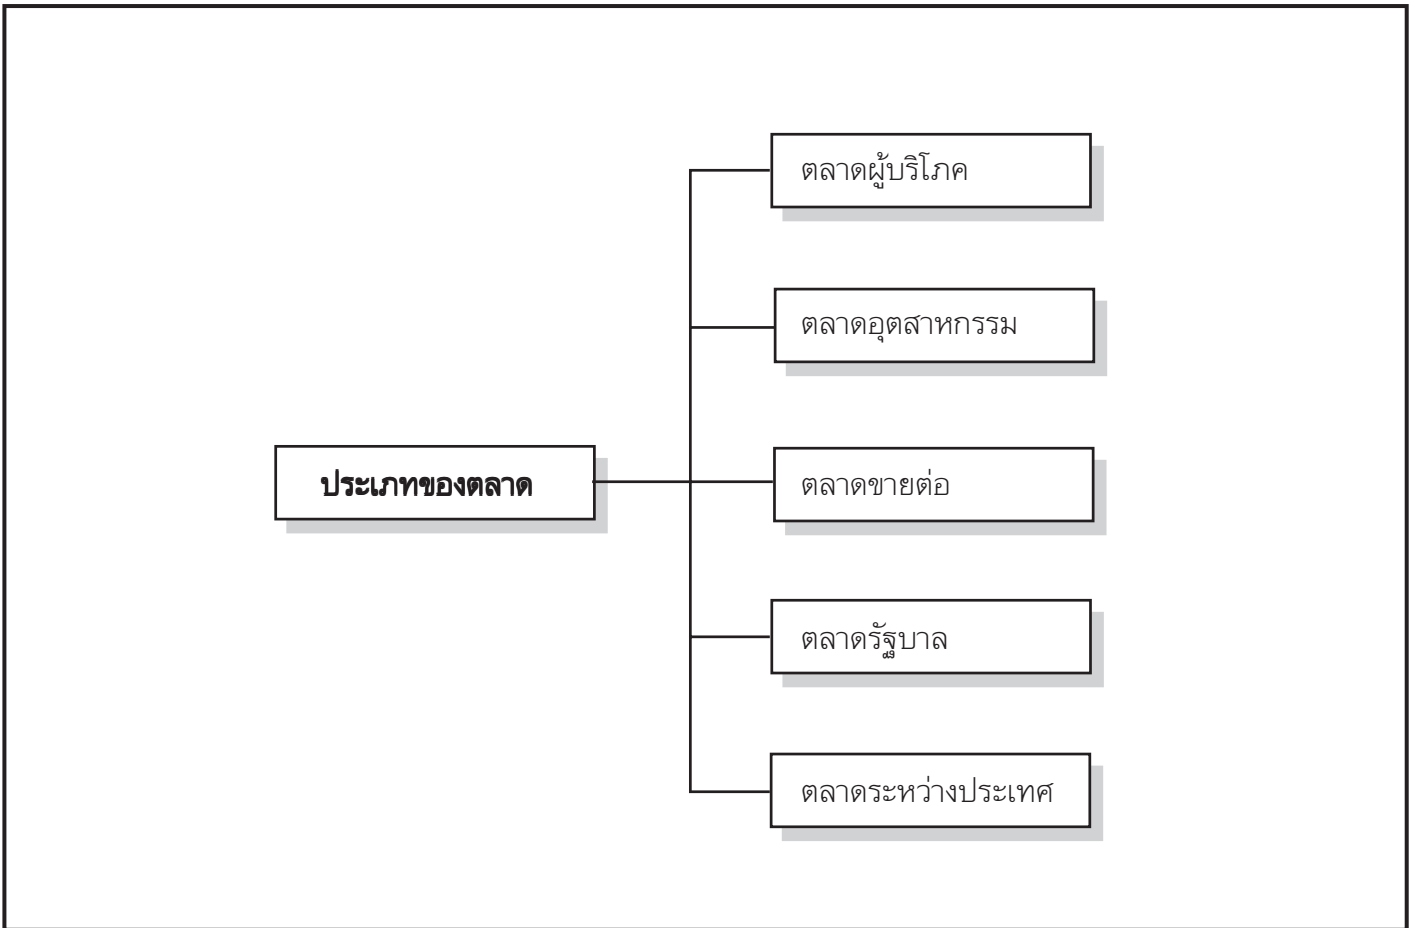 ตลาดผู้บริโภค
ตลาดอุตสาหกรรม
ประเภทของตลาด
ตลาดขายต่อ
ตลาดรัฐบาล
ตลาดระหว่างประเทศ